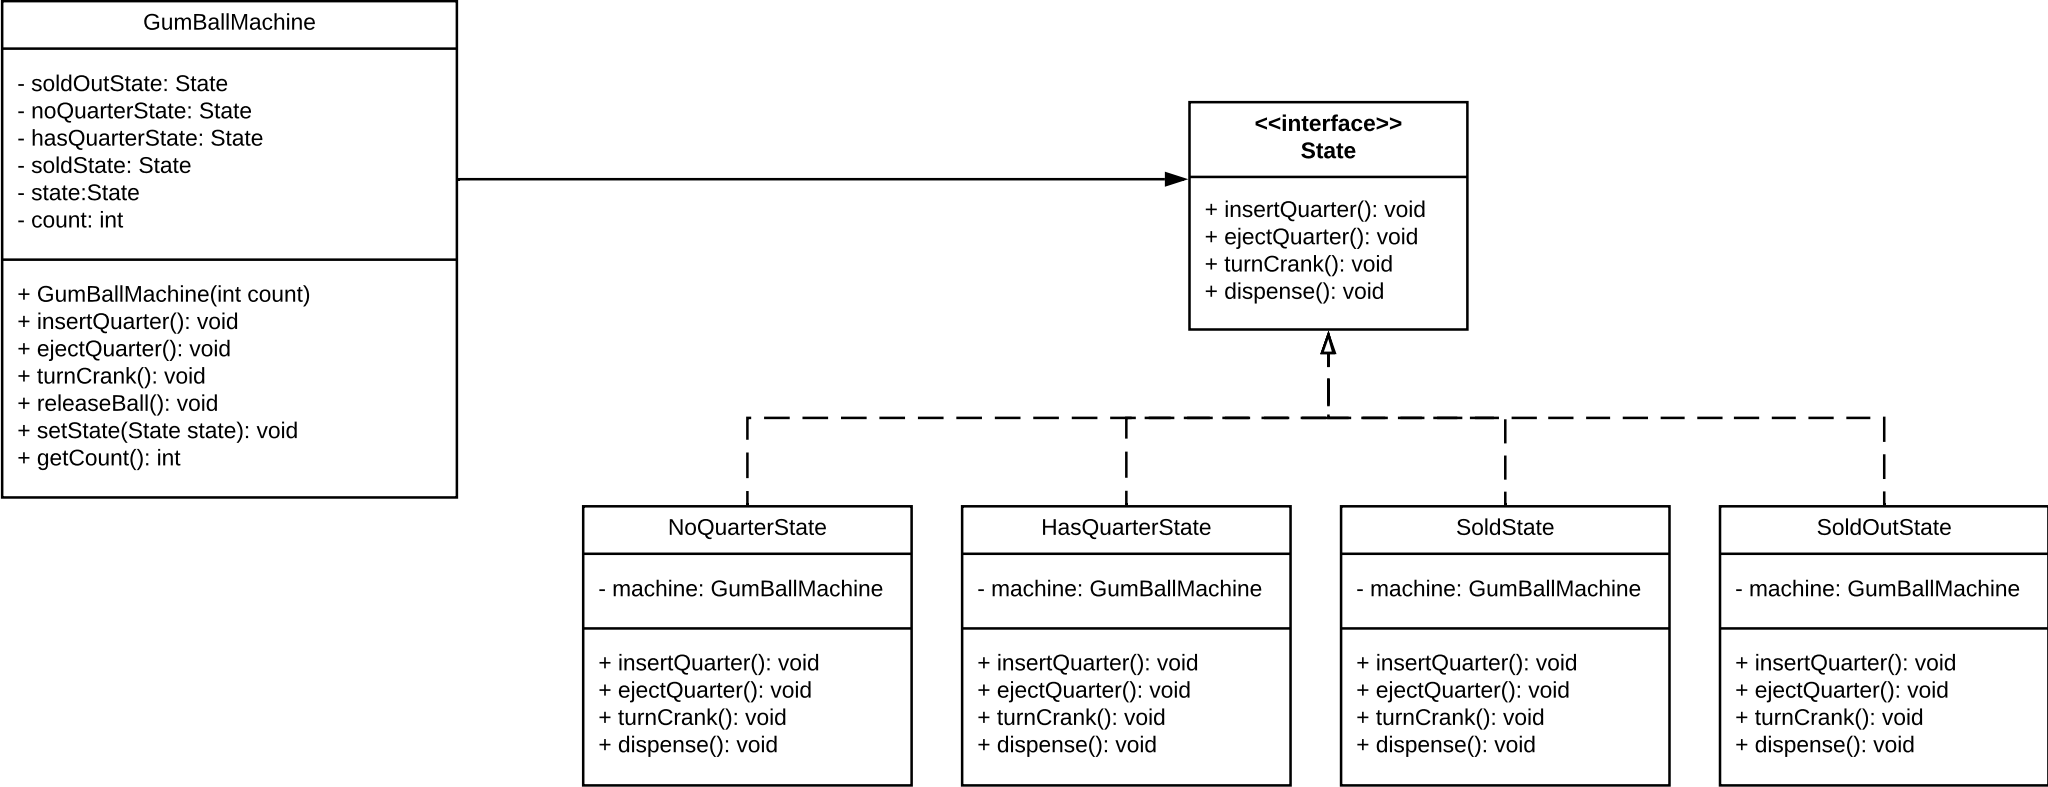 GumBallMachine
- soldOutState: State
- noQuarterState: State
- hasQuarterState: State
- soldState: State
- state:State
- count: int
+ GumBallMachine(int count)
+ insertQuarter(): void
+ ejectQuarter(): void
+ turnCrank(): void
+ releaseBall(): void
+ setState(State state): void
+ getCount(): int
<<interface>>
State
+ insertQuarter(): void
+ ejectQuarter(): void
+ turnCrank(): void
+ dispense(): void
NoQuarterState
- machine: GumBallMachine
+ insertQuarter(): void
+ ejectQuarter(): void
+ turnCrank(): void
+ dispense(): void
HasQuarterState
- machine: GumBallMachine
+ insertQuarter(): void
+ ejectQuarter(): void
+ turnCrank(): void
+ dispense(): void
SoldState
- machine: GumBallMachine
+ insertQuarter(): void
+ ejectQuarter(): void
+ turnCrank(): void
+ dispense(): void
SoldOutState
- machine: GumBallMachine
+ insertQuarter(): void
+ ejectQuarter(): void
+ turnCrank(): void
+ dispense(): void